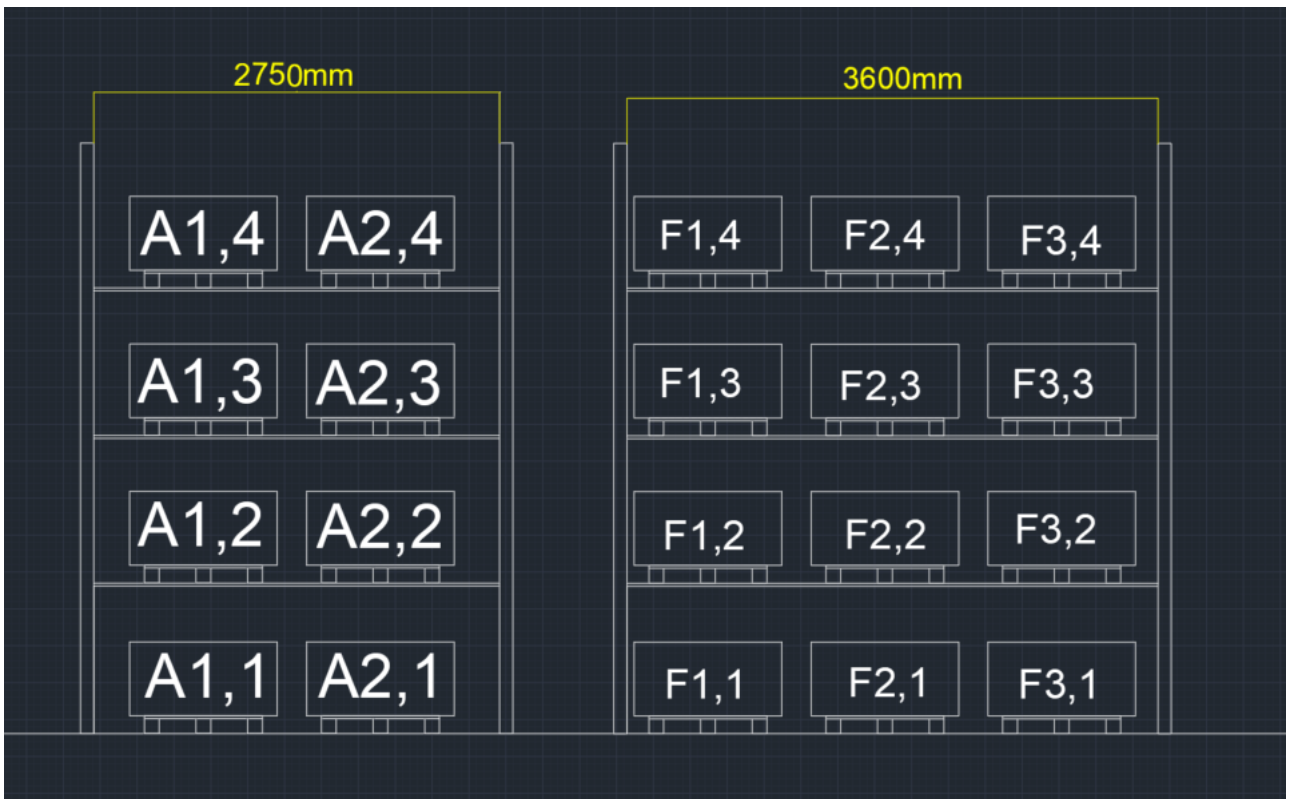 2750mm
3600mm
A1,4 A2,4 F1,4 F2,4 F3,4
A1,3 A2,3 F1,3 F2,3 F3,3
A1,2 A2,2 F1,2 F2,2 F3,2
A1,1 A2,1 F1,1 F2,1 F3,1